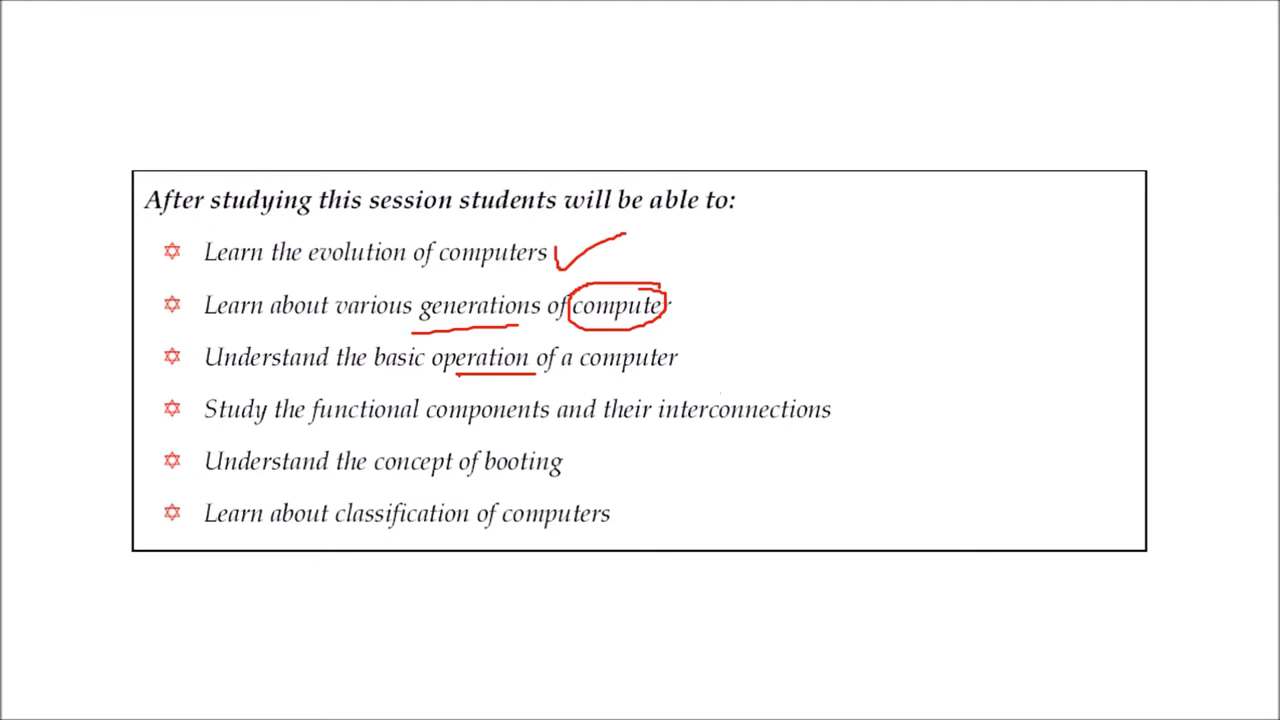 After studying this session students will be able to:
Learn the evolution of computers
Learn about various generations of computer
Understand the basic operation of a computer
Study the functional components and their interconnections
Understand the concept of booting
Learn about classification of computers